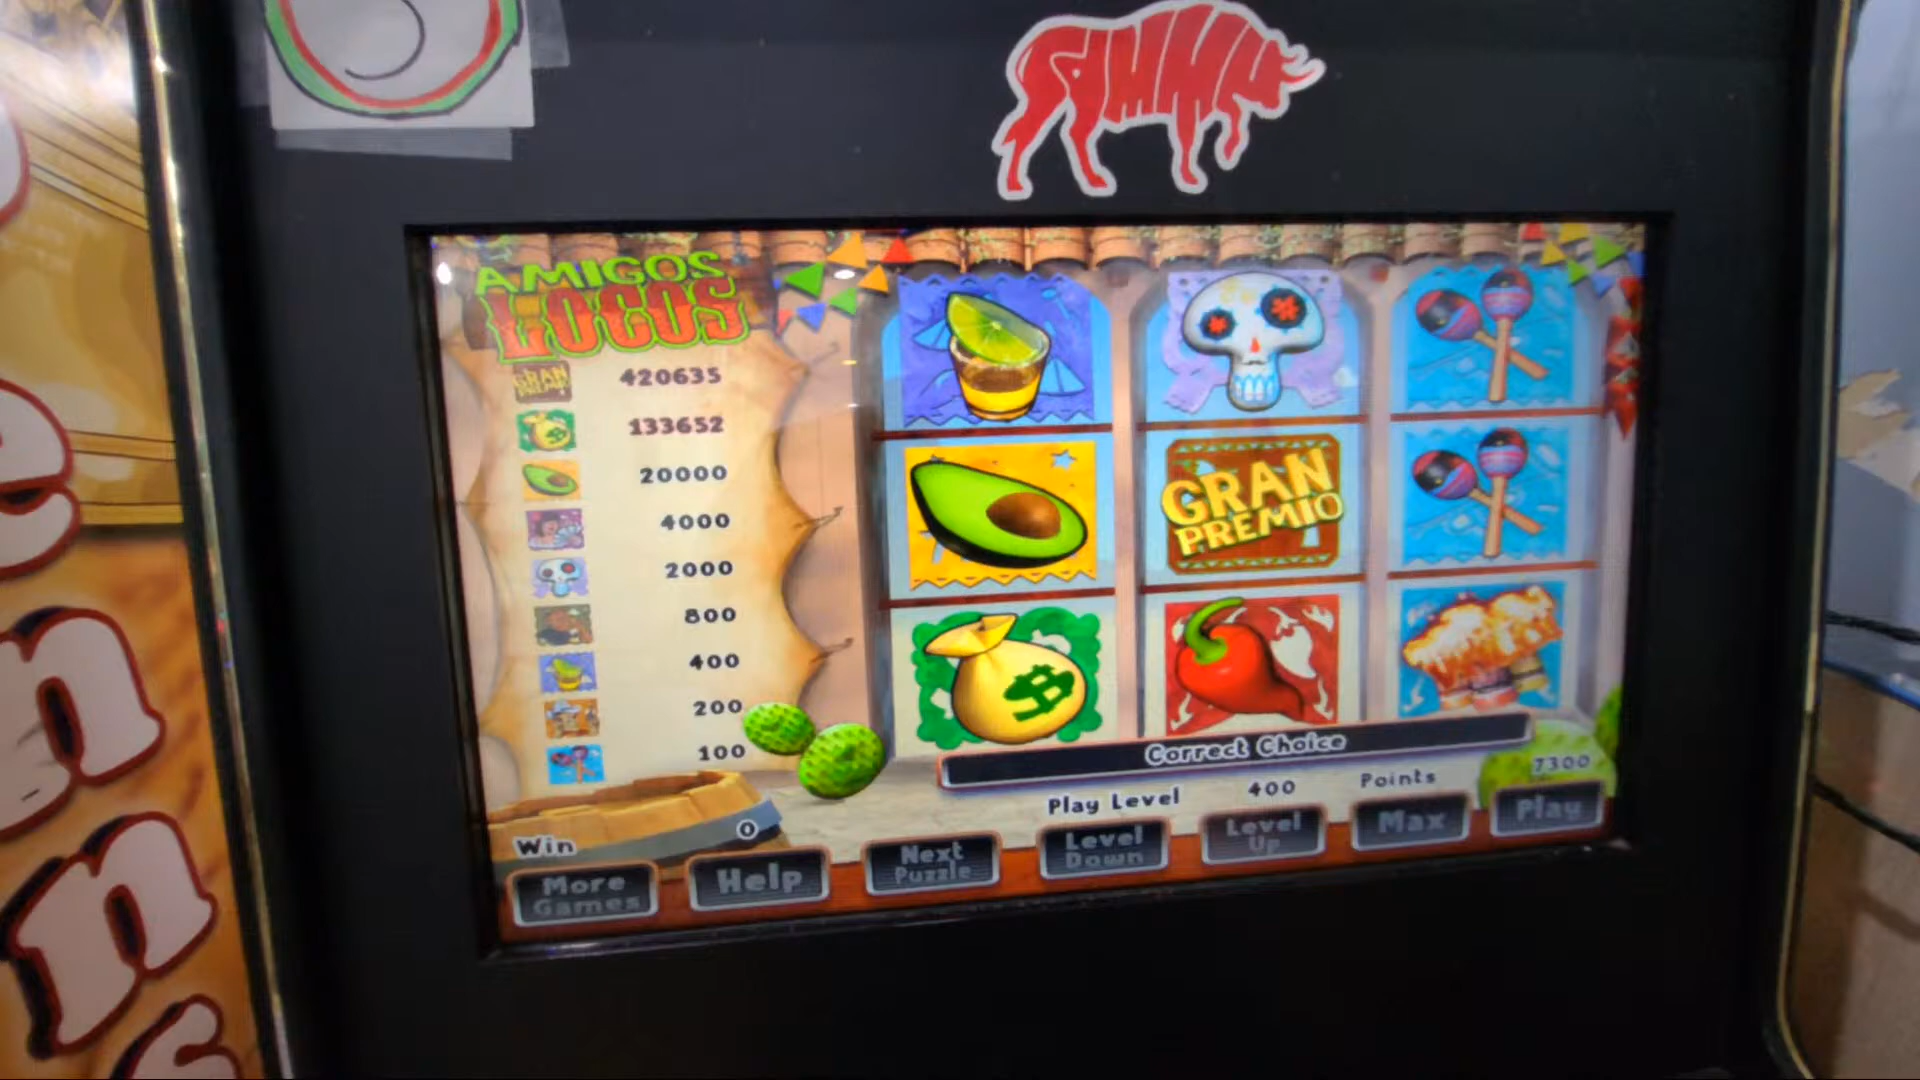 SAMMY
AMIGOS
LOCOS
GRAN
PREMIO
420635
133652
20000
4000
2000
800
400
200
100
GRAN
PREMIO
Correct Choice
Play Level
400
Points
7300
Win
0
More
Games
Help
Next
Puzzle
Level
Down
Level
Up
Max
Play